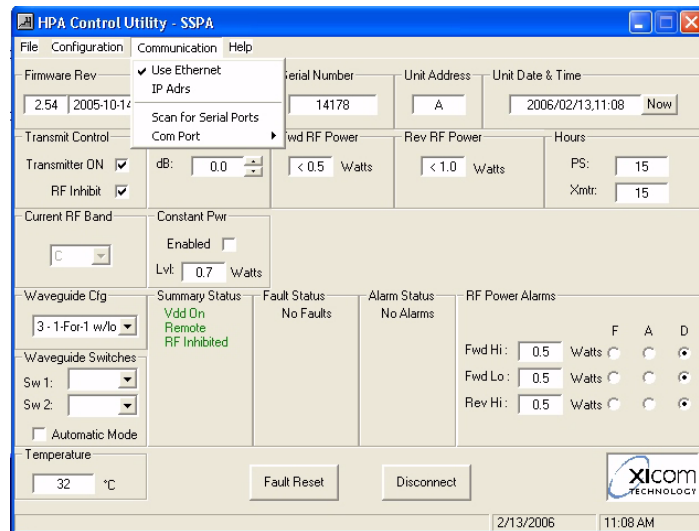 HPA Control Utility - SSPA
File Configuration Communication Help
Use Ethernet
IP Adrs
Scan for Serial Ports
Com Port
Firmware Rev Serial Number Unit Address Unit Date & Time
2.54 2005-10-14 14178 A 2006/02/13,11:08 Now
Transmit Control Fwd RF Power Rev RF Power Hours
Transmitter ON dB: 0.0 < 0.5 Watts < 1.0 Watts PS: 15
RF Inhibit Xmtr: 15
Current RF Band Constant Pwr
C Enabled
Lvl: 0.7 Watts
Waveguide Cfg Summary Status Fault Status Alarm Status RF Power Alarms
3 - 1-For-1 w/lo Vdd On No Faults No Alarms
Remote
RF Inhibited
F A D
Fwd Hi: 0.5 Watts
Fwd Lo: 0.5 Watts
Rev Hi: 0.5 Watts
Waveguide Switches
Sw 1:
Sw 2:
Automatic Mode
Temperature
32 °C Fault Reset Disconnect
XICOM
TECHNOLOGY
2/13/2006 11:08 AM